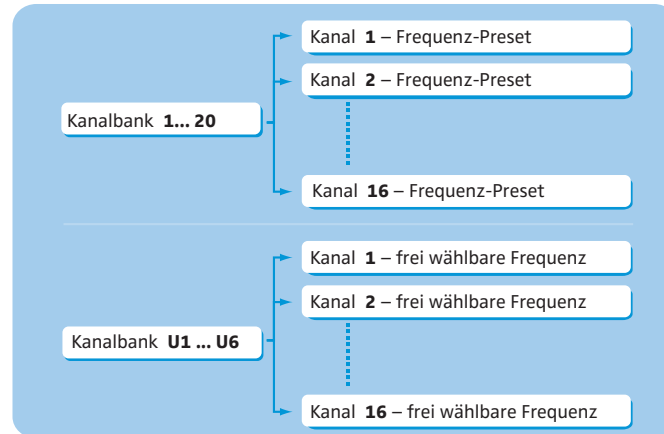 Kanal 1 – Frequenz-Preset
Kanal 2 – Frequenz-Preset
Kanalbank 1... 20
Kanal 16 – Frequenz-Preset
Kanal 1 – frei wählbare Frequenz
Kanal 2 – frei wählbare Frequenz
Kanalbank U1 ... U6
Kanal 16 – frei wählbare Frequenz